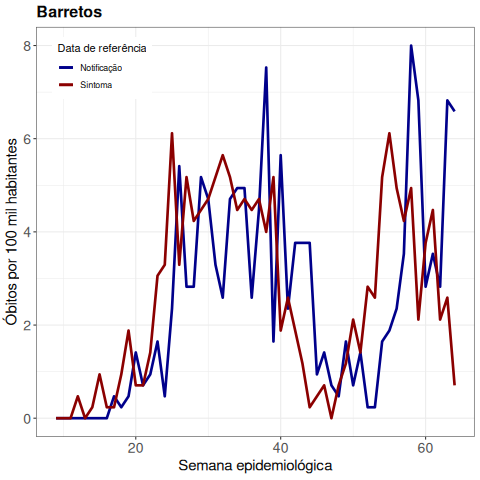 Barretos
Óbitos por 100 mil habitantes
Data de referência
Notificação
Sintoma
8
6
4
2
0
20
40
60
Semana epidemiológica